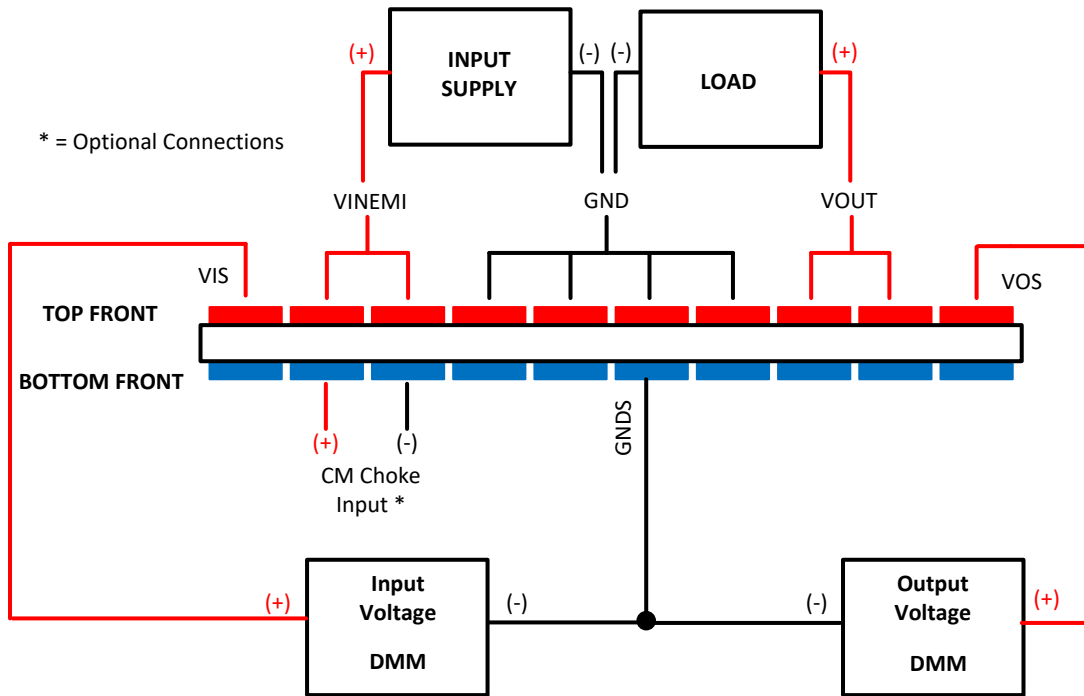 (+)
INPUT
SUPPLY
(-)
(-)
LOAD
(+)
* = Optional Connections
VINEMI
GND
VOUT
VIS
VOS
TOP FRONT
BOTTOM FRONT
(+)
(-)
GNDS
CM Choke
Input *
(+)
Input
Voltage
DMM
(-)
(-)
Output
Voltage
DMM
(+)